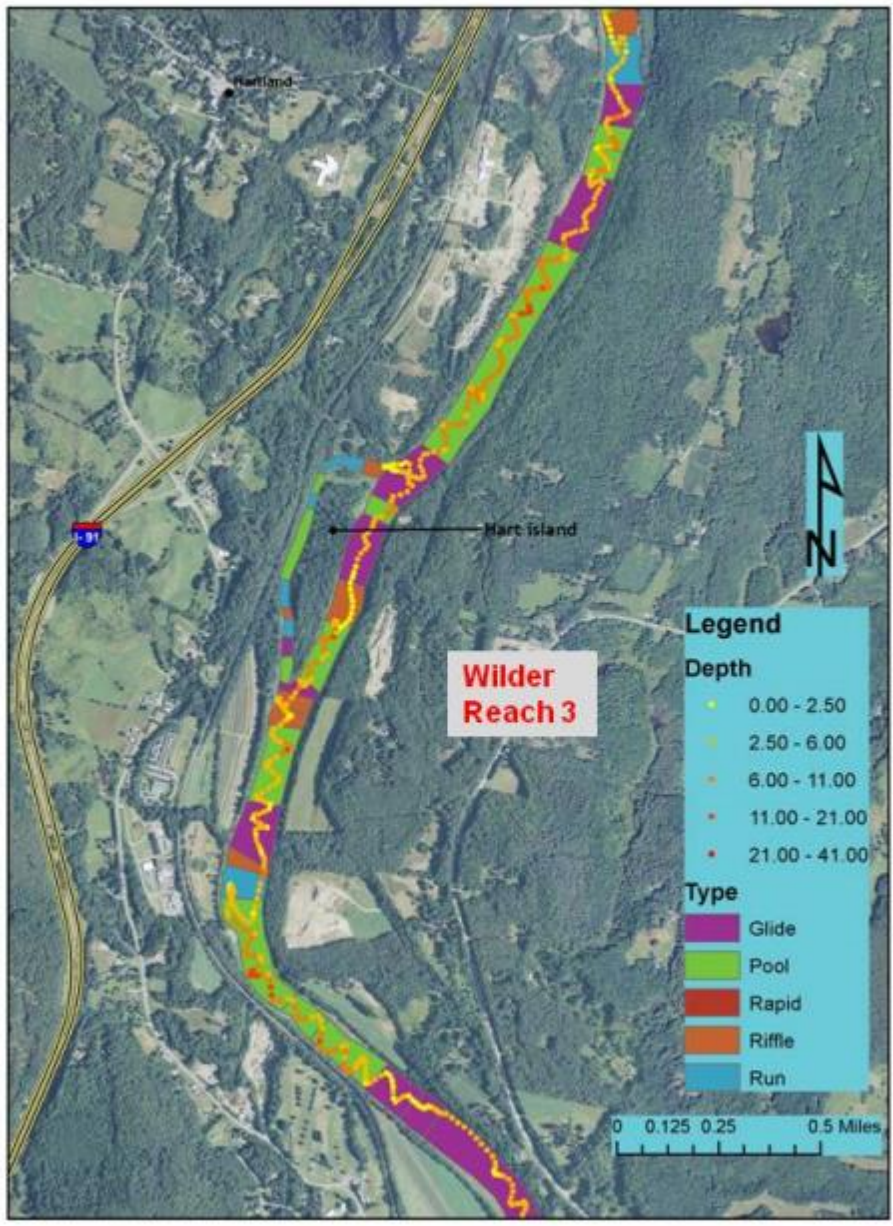 Hartland
I-91
Hart island
N
Wilder
Reach 3
Legend
Depth
0.00 - 2.50
2.50 - 6.00
6.00 - 11.00
11.00 - 21.00
21.00 - 41.00
Type
Glide
Pool
Rapid
Riffle
Run
0 0.125 0.25 0.5 Miles